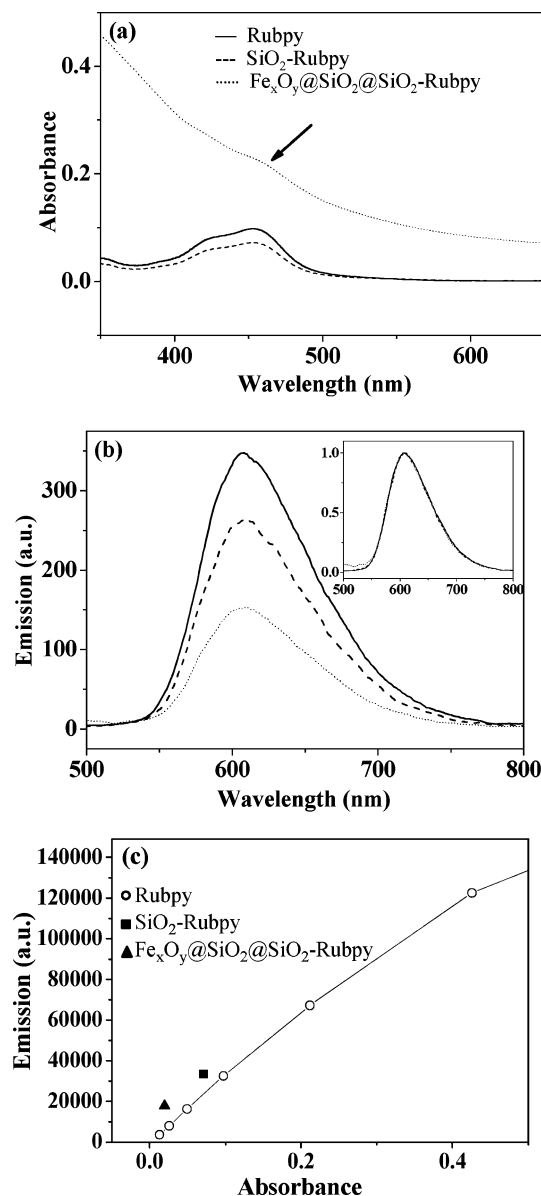 (a)
Rubpy
SiO2-Rubpy
FexOy@SiO2@SiO2-Rubpy
0.4
0.2
0.0
Absorbance
400
500
600
Wavelength (nm)
(b)
300
200
100
0
Emission (a.u.)
1.0
0.5
0.0
500
600
700
800
500
600
700
800
Wavelength (nm)
(c)
140000
120000
100000
80000
60000
40000
20000
0
Emission (a.u.)
Rubpy
SiO2-Rubpy
FexOy@SiO2@SiO2-Rubpy
0.0
0.2
0.4
Absorbance